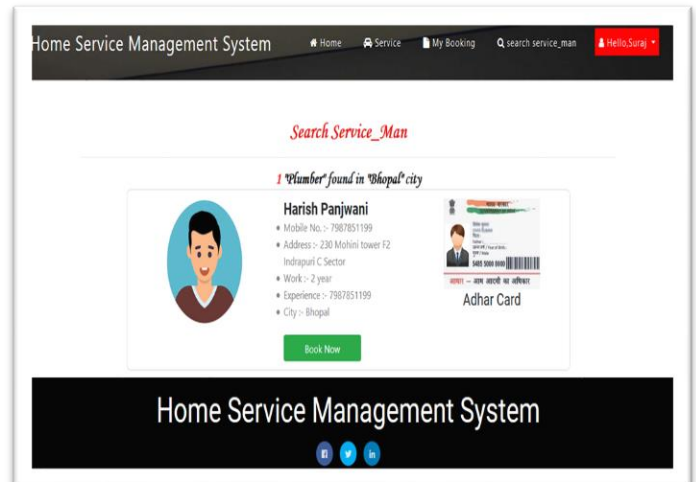 Home Service Management System
Home
Service
My Booking
search service_man
Hello,Suraj
Search Service_Man
1 "Plumber" found in "Bhopal" city
Harish Panjwani
Mobile No. :- 7987851199
Address :- 230 Mohini tower F2
Indrapuri C Sector
Work :- 2 year
Experience :- 7987851199
City :- Bhopal
Book Now
आधार — आम आदमी का अधिकार
Adhar Card
Home Service Management System